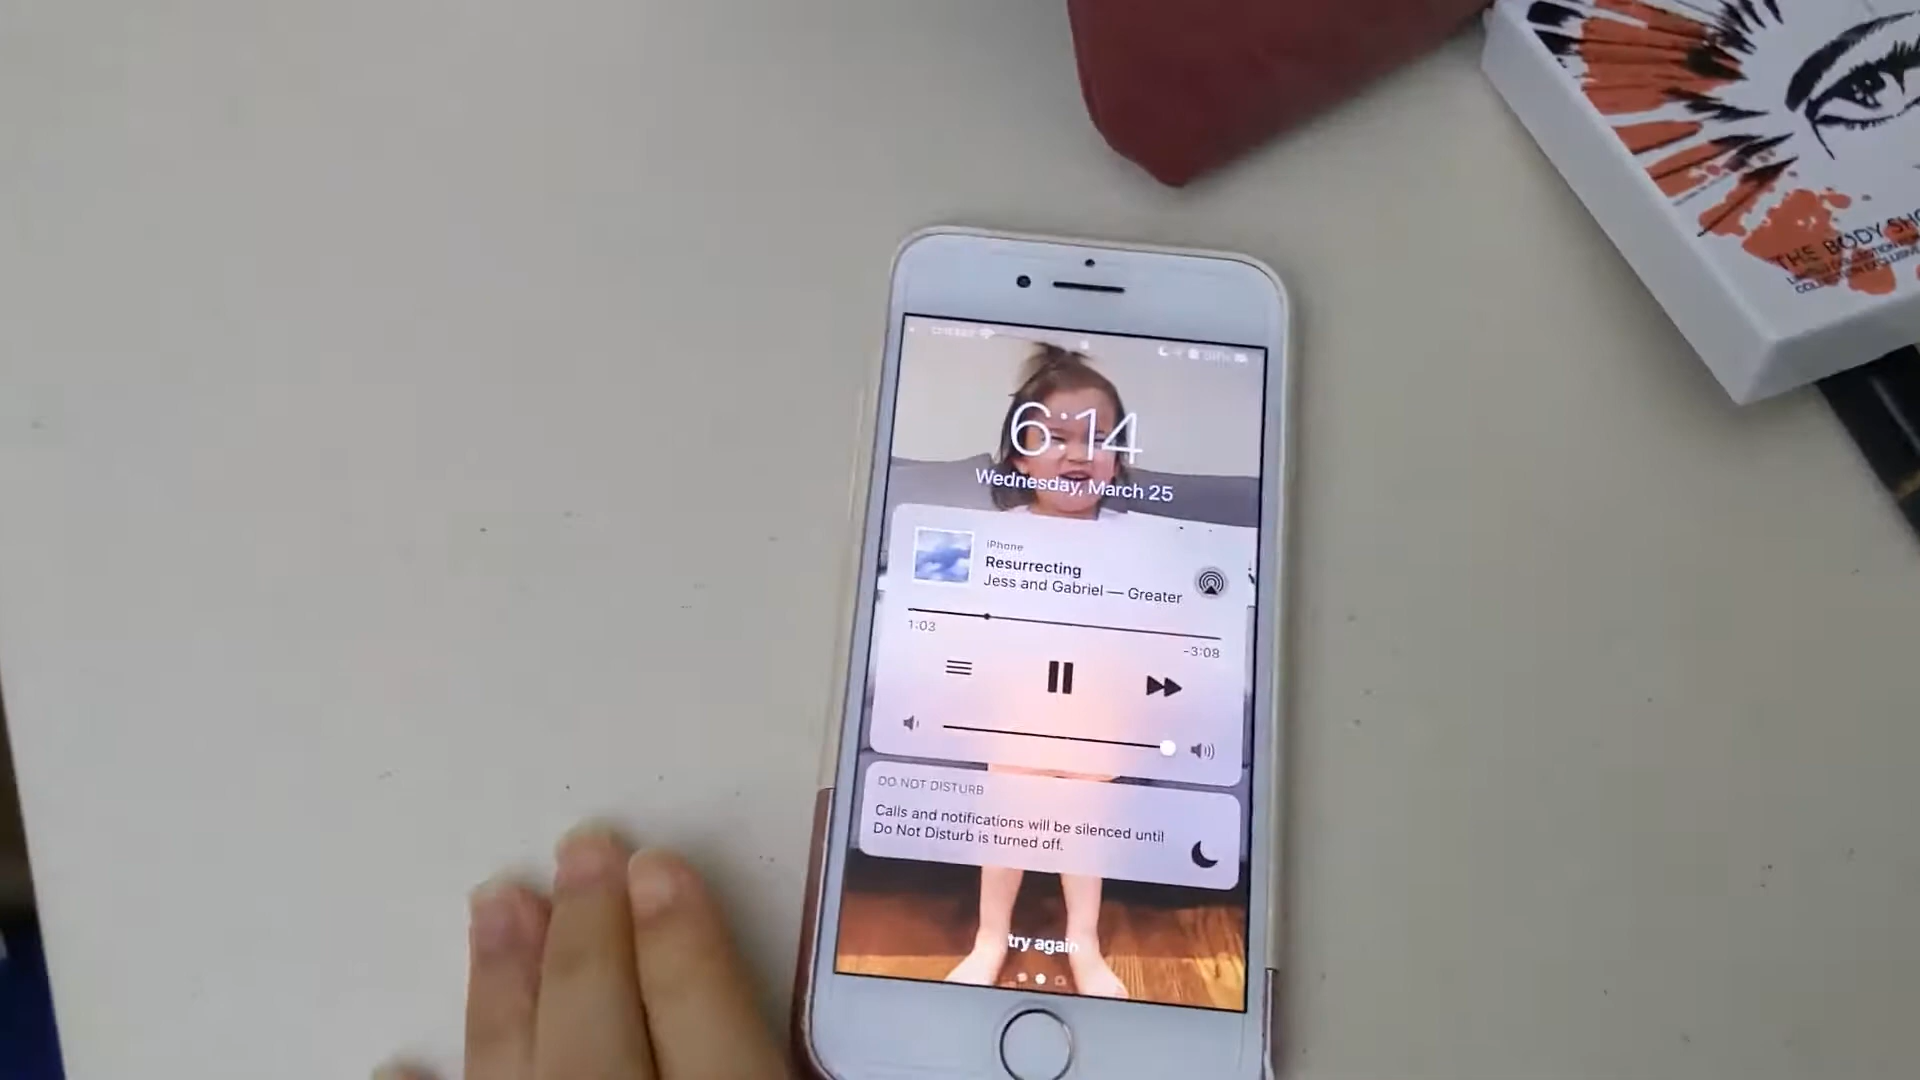 THE BODY SHO
6:14
Wednesday, March 25
iPhone
Resurrecting
Jess and Gabriel — Greater
1:03
-3:08
DO NOT DISTURB
Calls and notifications will be silenced until
Do Not Disturb is turned off.
try again